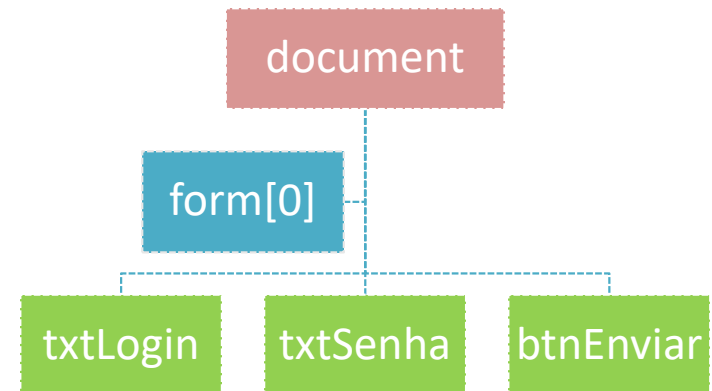 document
form[0]
txtLogin
txtSenha
btnEnviar